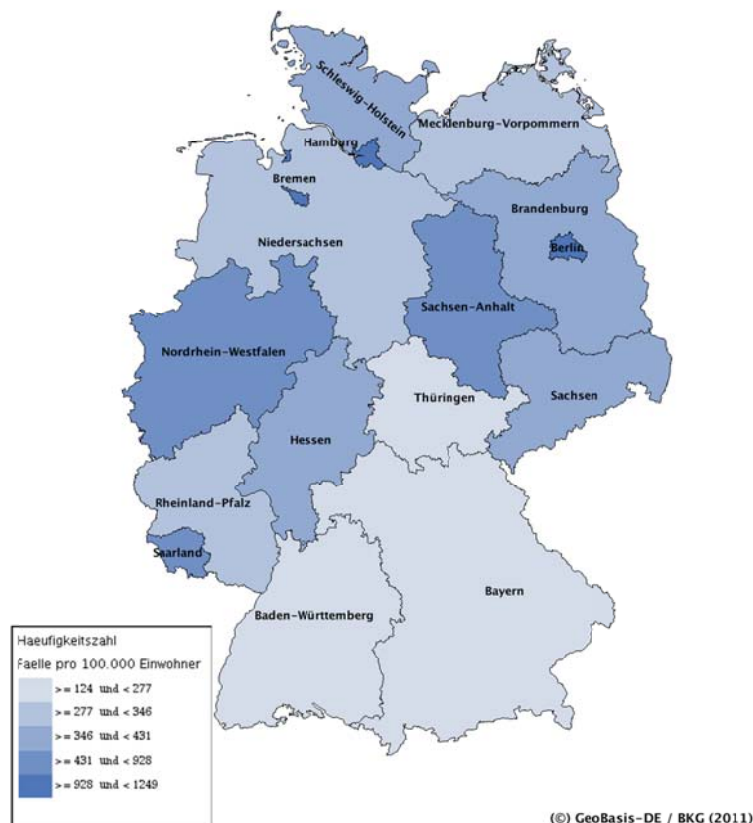 Schleswig-Holstein
Mecklenburg-Vorpommern
Hamburg
Bremen
Brandenburg
Niedersachsen
Berlin
Sachsen-Anhalt
Nordrhein-Westfalen
Thüringen
Sachsen
Hessen
Rheinland-Pfalz
Saarland
Bayern
Baden-Württemberg
Haeufigkeitszahl
Faelle pro 100.000 Einwohner
>= 124 und < 277
>= 277 und < 346
>= 346 und < 431
>= 431 und < 928
>= 928 und < 1249
(©) GeoBasis-DE / BKG (2011)